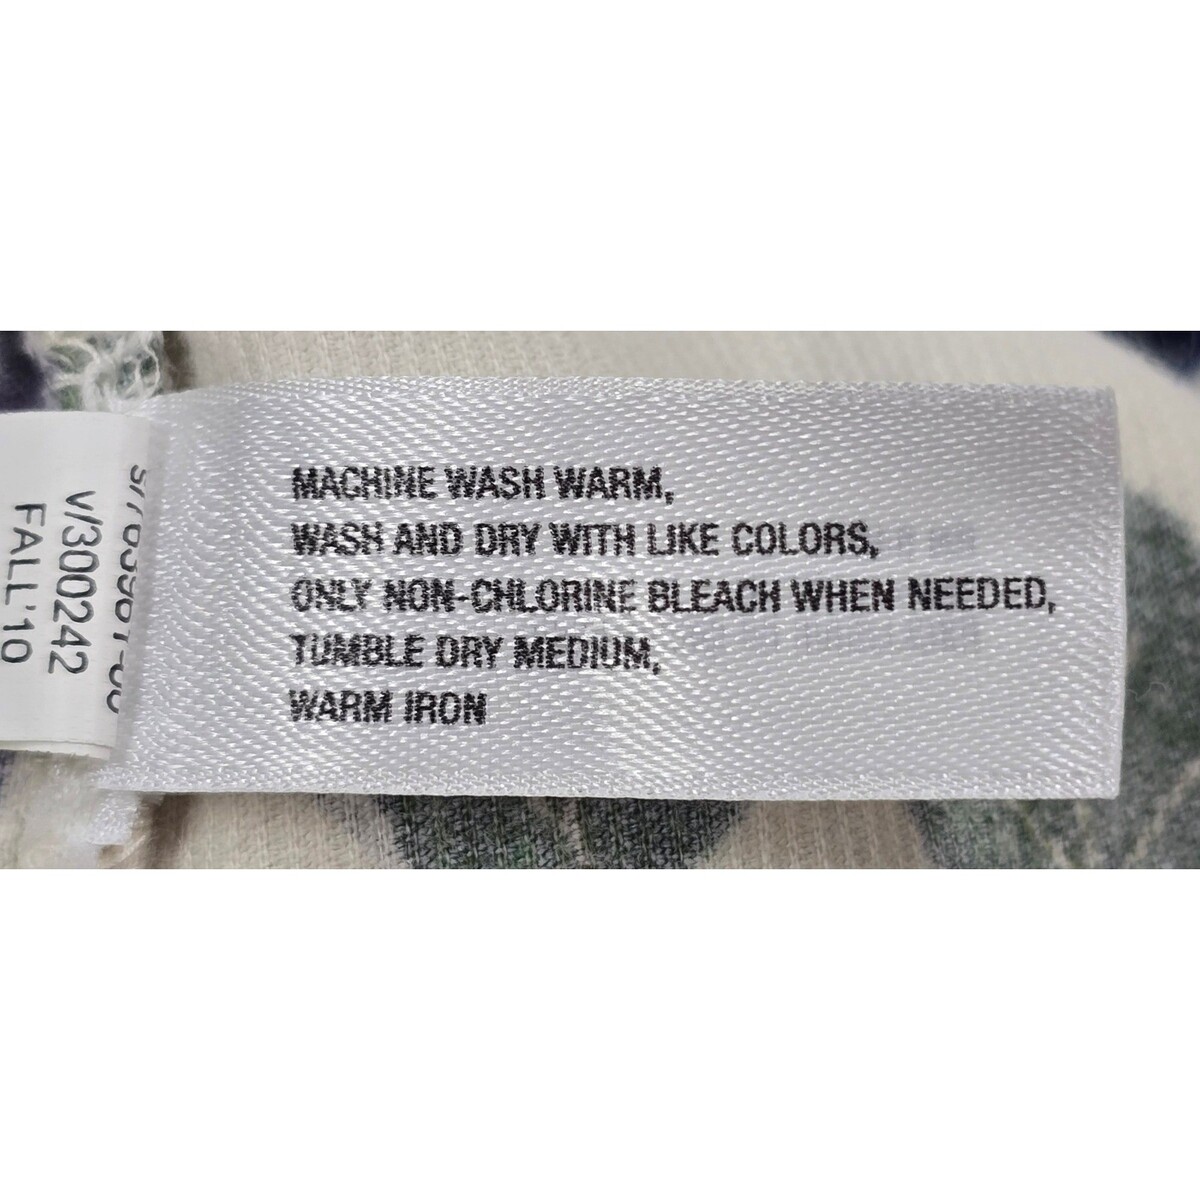 MACHINE WASH WARM,
WASH AND DRY WITH LIKE COLORS,
ONLY NON-CHLORINE BLEACH WHEN NEEDED,
TUMBLE DRY MEDIUM,
WARM IRON
V/300242
FALL'10